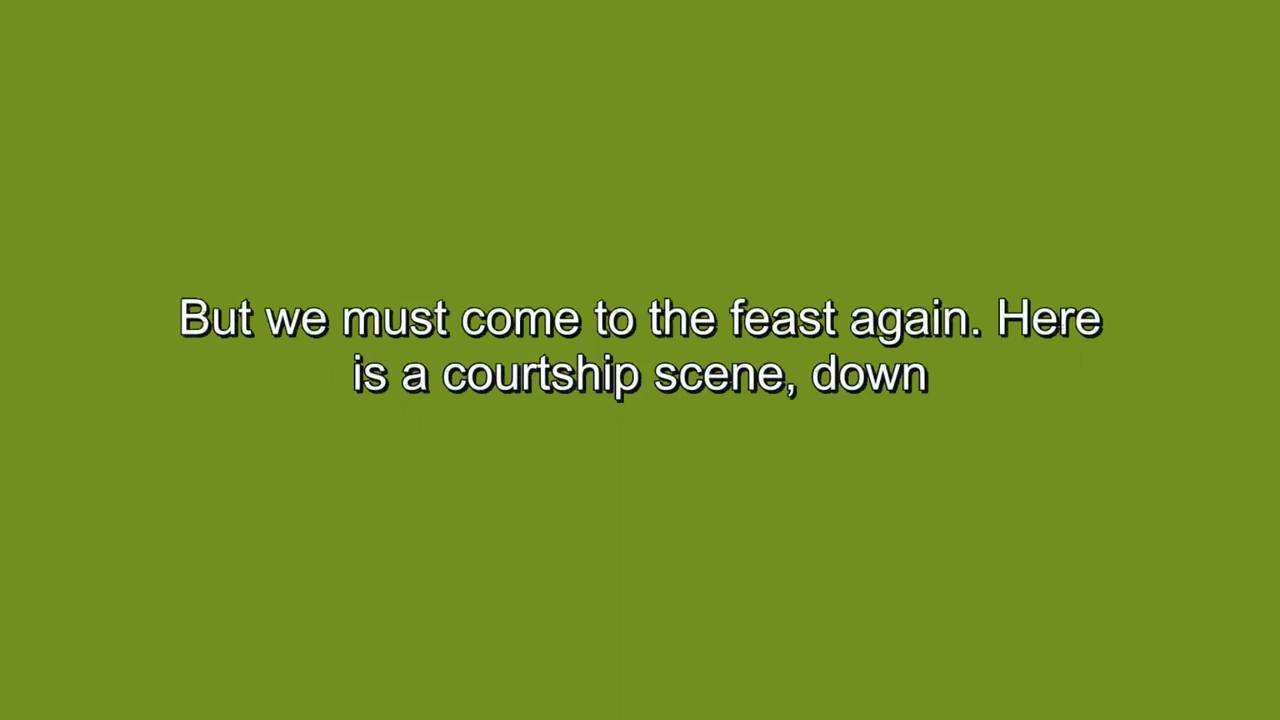 But we must come to the feast again. Here
is a courtship scene, down